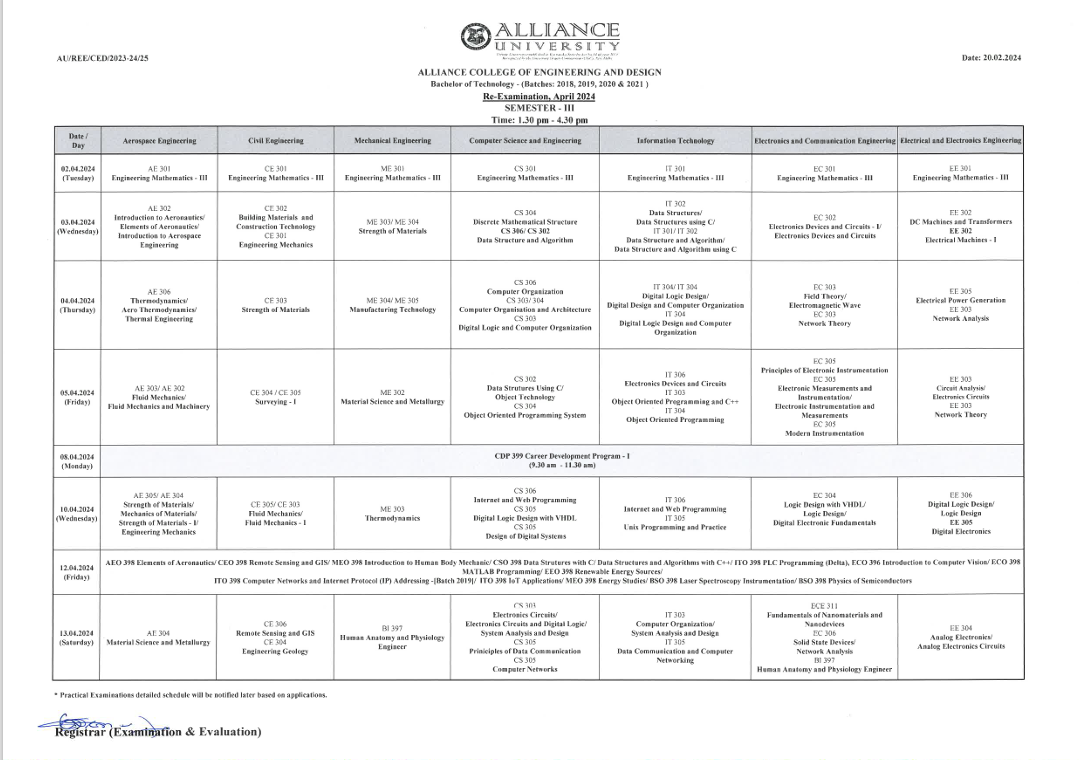 ALLIANCE
UNIVERSITY
AU/REE/CED/2023-24/25
Date: 20.02.2024
ALLIANCE COLLEGE OF ENGINEERING AND DESIGN
Bachelor of Technology - (Batches: 2018, 2019, 2020 & 2021 )
Re-Examination, April 2024
SEMESTER - III
Time: 1.30 pm - 4.30 pm
Date / Day
Aerospace Engineering
Civil Engineering
Mechanical Engineering
Computer Science and Engineering
Information Technology
Electronics and Communication Engineering
Electrical and Electronics Engineering
02.04.2024
(Tuesday)
AE 301
Engineering Mathematics - III
CE 301
Engineering Mathematics - III
ME 301
Engineering Mathematics - III
CS 301
Engineering Mathematics - III
IT 301
Engineering Mathematics - III
EC 301
Engineering Mathematics - III
EE 301
Engineering Mathematics - III
03.04.2024
(Wednesday)
AE 302
Introduction to Aeronautics/
Elements of Aeronautics/
Introduction to Aerospace
Engineering
CE 302
Building Materials and
Construction Technology
CE 301
Engineering Mechanics
ME 303/ ME 304
Strength of Materials
CS 304
Discrete Mathematical Structure
CS 306/ CS 302
Data Structure and Algorithm
IT 302
Data Structures/
Data Structures using C/
IT 301/ IT 302
Data Structure and Algorithm/
Data Structure and Algorithm using C
EC 302
Electronics Devices and Circuits - I/
Electronics Devices and Circuits
EE 302
DC Machines and Transformers
EE 302
Electrical Machines - I
04.04.2024
(Thursday)
AE 306
Thermodynamics/
Aero Thermodynamics/
Thermal Engineering
CE 303
Strength of Materials
ME 304/ ME 305
Manufacturing Technology
CS 306
Computer Organization
CS 303/ 304
Computer Organisation and Architecture
CS 303
Digital Logic and Computer Organization
IT 304/ IT 304
Digital Logic Design/
Digital Design and Computer Organization
IT 304
Digital Logic Design and Computer
Organization
EC 303
Field Theory/
Electromagnetic Wave
EC 303
Network Theory
EE 305
Electrical Power Generation
EE 303
Network Analysis
05.04.2024
(Friday)
AE 303/ AE 302
Fluid Mechanics/
Fluid Mechanics and Machinery
CE 304 / CE 305
Surveying - I
ME 302
Material Science and Metallurgy
CS 302
Data Strutures Using C/
Object Technology
CS 304
Object Oriented Programming System
IT 306
Electronics Devices and Circuits
IT 303
Object Oriented Programming and C++
IT 304
Object Oriented Programming
EC 305
Principles of Electronic Instrumentation
EC 305
Electronic Measurements and
Instrumentation/
Electronic Instrumentation and
Measurements
EC 305
Modern Instrumentation
EE 303
Circuit Analysis/
Electronics Circuits
EE 303
Network Theory
08.04.2024
(Monday)
CDP 399 Career Development Program - I
(9.30 am - 11.30 am)
10.04.2024
(Wednesday)
AE 305/ AE 304
Strength of Materials/
Mechanics of Materials/
Strength of Materials - I/
Engineering Mechanics
CE 305/ CE 303
Fluid Mechanics/
Fluid Mechanics - I
ME 303
Thermodynamics
CS 306
Internet and Web Programming
CS 305
Digital Logic Design with VHDL
CS 305
Design of Digital Systems
IT 306
Internet and Web Programming
IT 305
Unix Programming and Practice
EC 304
Logic Design with VHDL/
Logic Design/
Digital Electronic Fundamentals
EE 306
Digital Logic Design/
Logic Design
EE 305
Digital Electronics
12.04.2024
(Friday)
AEO 398 Elements of Aeronautics/ CEO 398 Remote Sensing and GIS/ MEO 398 Introduction to Human Body Mechanic/ CSO 398 Data Strutures with C/ Data Structures and Algorithms with C++/ ITO 398 PLC Programming (Delta), ECO 396 Introduction to Computer Vision/ ECO 398
MATLAB Programming/ EEO 398 Renewable Energy Sources/
ITO 398 Computer Networks and Internet Protocol (IP) Addressing -[Batch 2019]/ ITO 398 IoT Applications/ MEO 398 Energy Studies/ BSO 398 Laser Spectroscopy Instrumentation/ BSO 398 Physics of Semiconductors
13.04.2024
(Saturday)
AE 304
Material Science and Metallurgy
CE 306
Remote Sensing and GIS
CE 304
Engineering Geology
BI 397
Human Anatomy and Physiology
Engineer
CS 303
Electronics Circuits/
Electronics Circuits and Digital Logic/
System Analysis and Design
CS 305
Priniciples of Data Communication
CS 305
Computer Networks
IT 303
Computer Organization/
System Analysis and Design
IT 305
Data Communication and Computer
Networking
ECE 311
Fundamentals of Nanomaterials and
Nanodevices
EC 306
Solid State Devices/
Network Analysis
BI 397
Human Anatomy and Physiology Engineer
EE 304
Analog Electronics/
Analog Electronics Circuits
* Practical Examinations detailed schedule will be notified later based on applications.
Registrar (Examination & Evaluation)